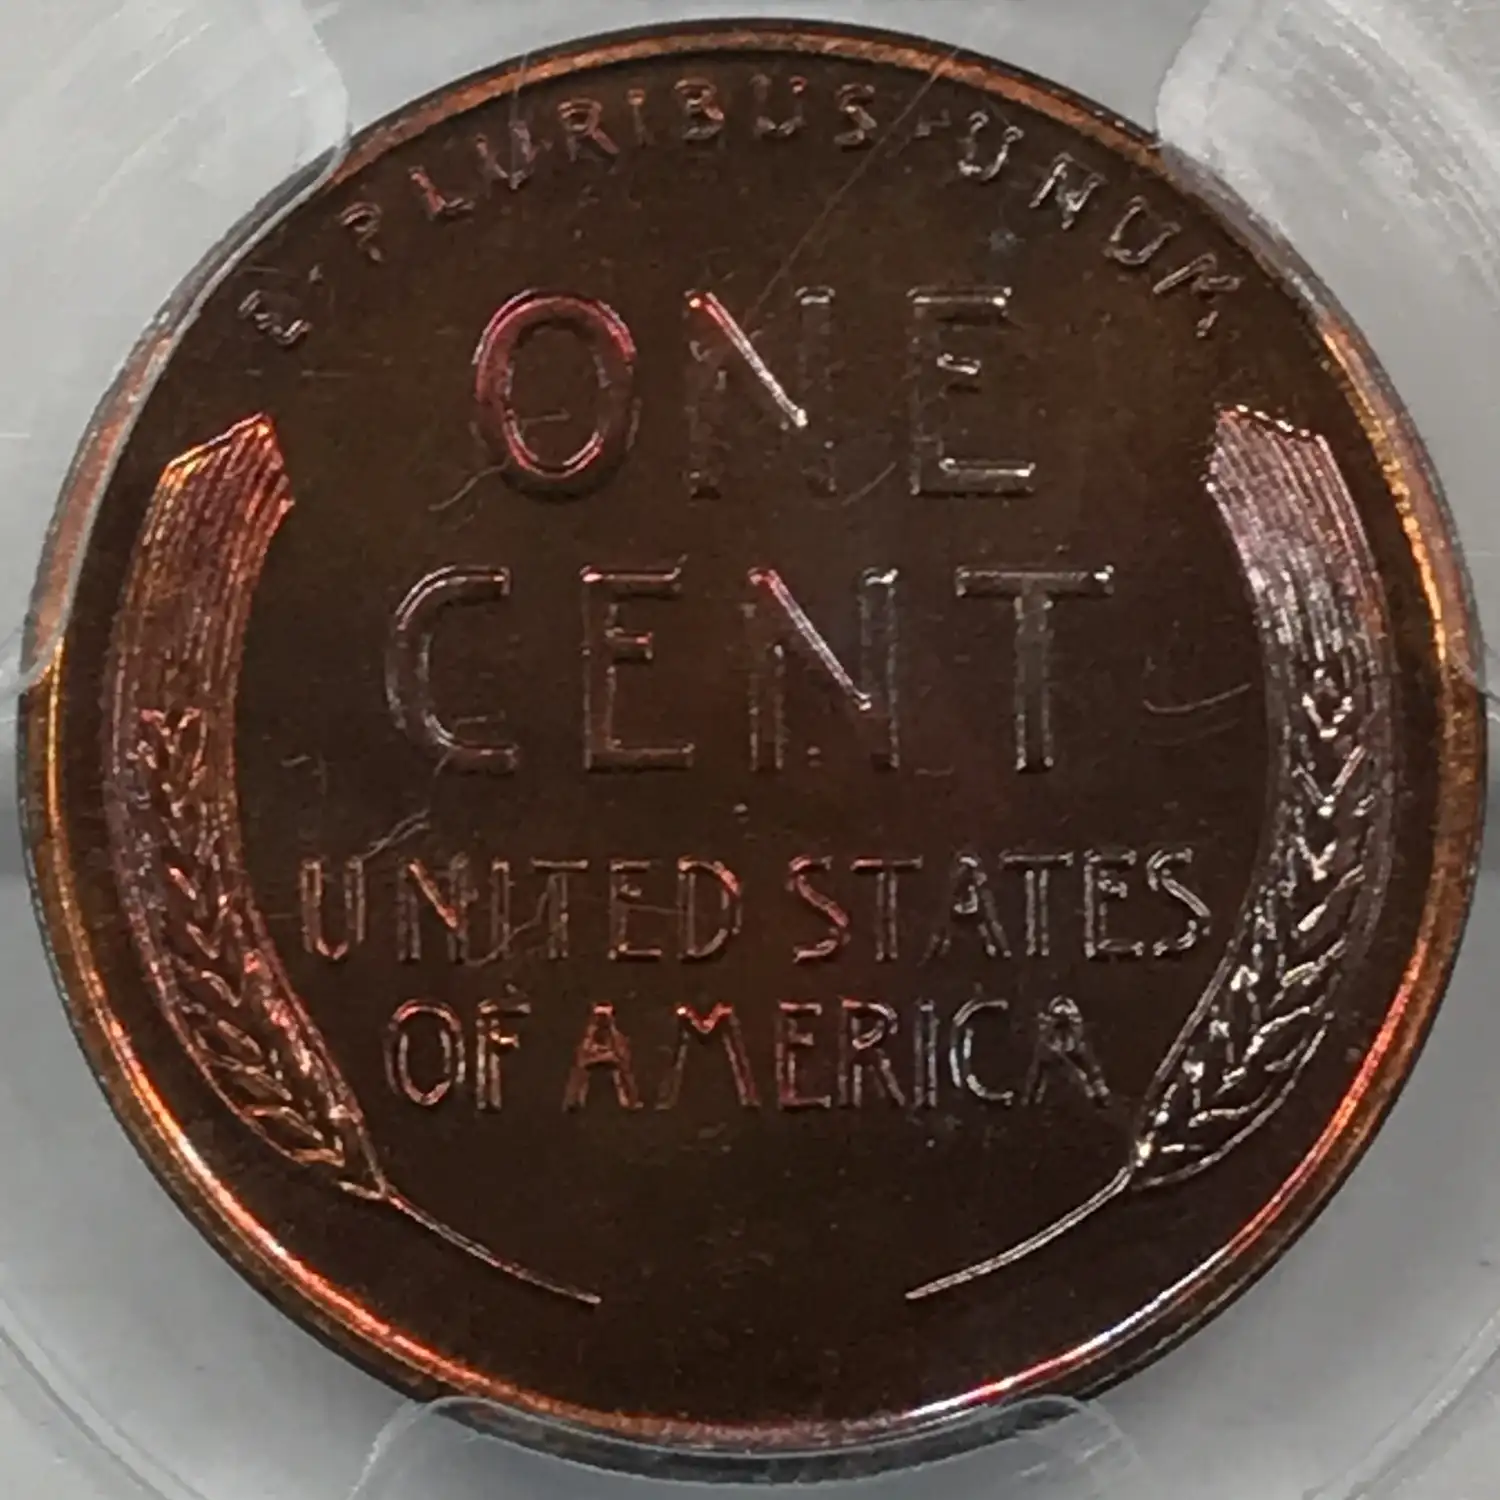 E · PLURIBUS · UNUM
ONE
CENT
UNITED STATES
OF AMERICA